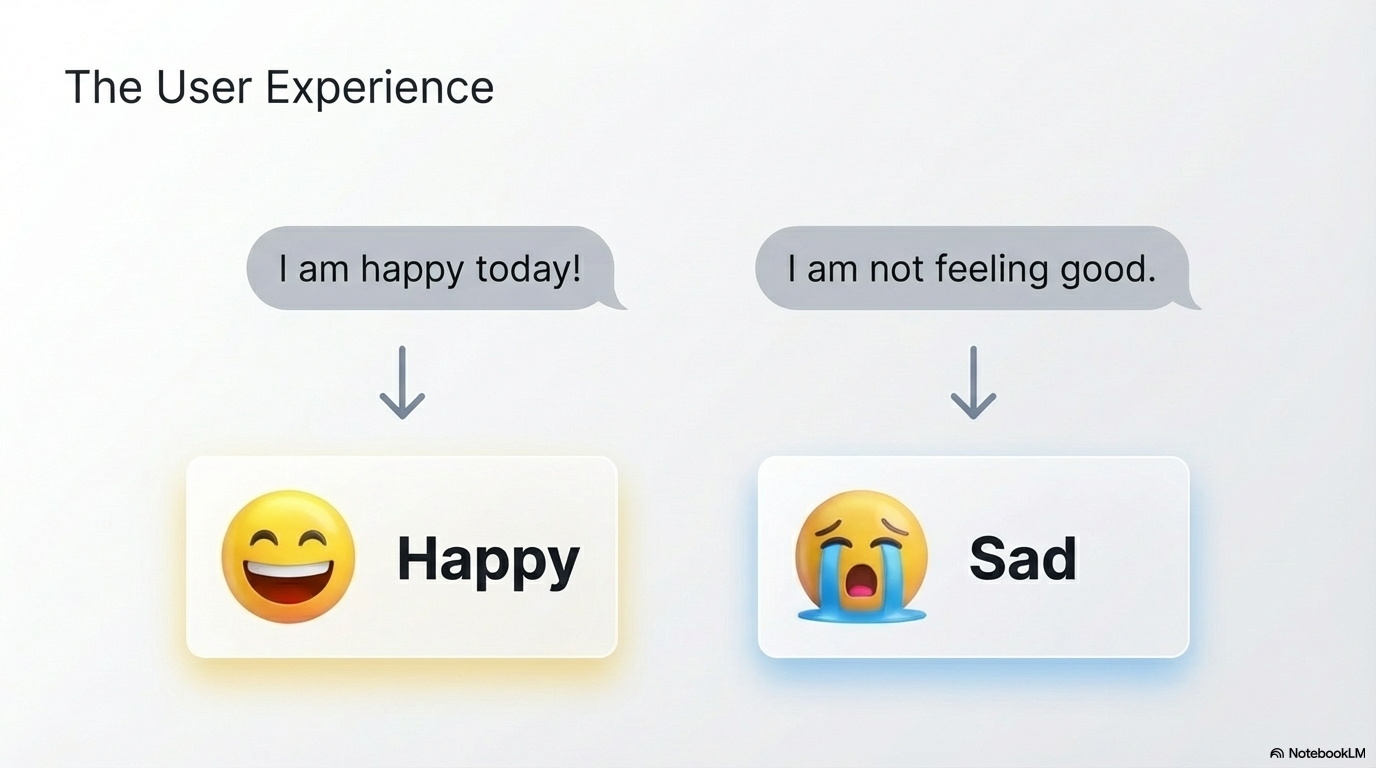 The User Experience
I am happy today!
I am not feeling good.
Happy
Sad
NotebookLM